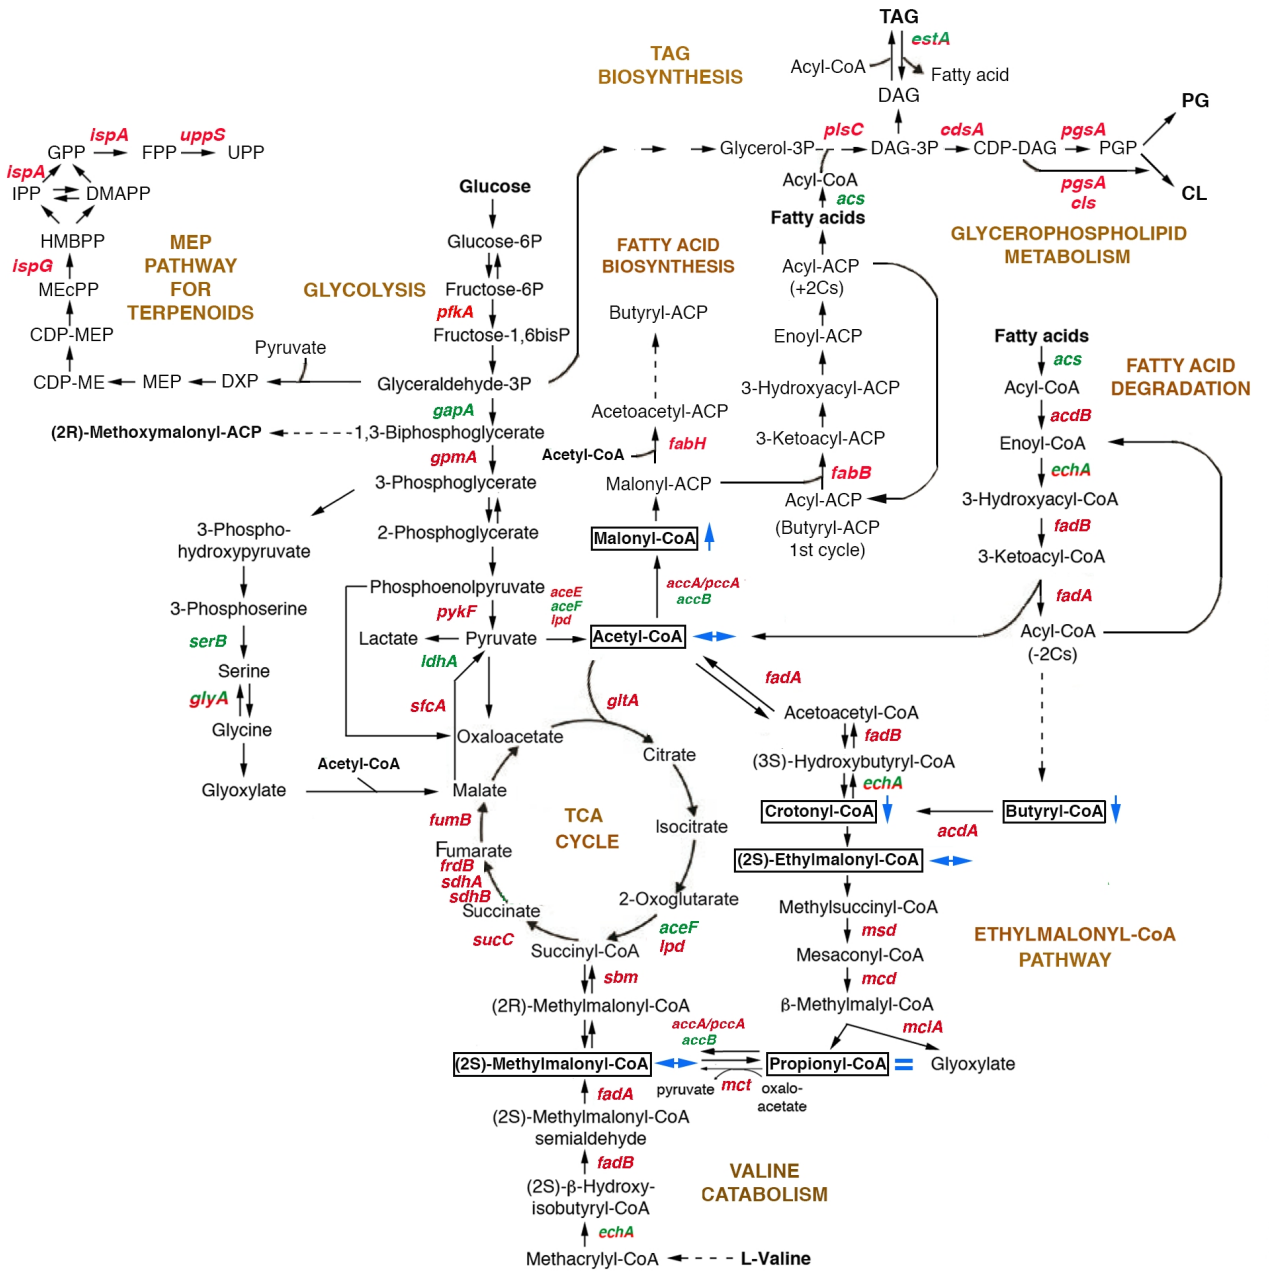 TAG
estA
Acyl-CoA
Fatty acid
DAG
TAG
BIOSYNTHESIS
PG
plsC
cdsA
pgsA
Glycerol-3P
DAG-3P
CDP-DAG
PGP
pgsA
cls
CL
Acyl-CoA
acs
Fatty acids
GLYCEROPHOSPHOLIPID
METABOLISM
ispA
uppS
GPP
FPP
UPP
ispA
IPP
DMAPP
HMBPP
ispG
MEcPP
CDP-MEP
CDP-ME
MEP
DXP
Pyruvate
MEP
PATHWAY
FOR
TERPENOIDS
GLYCOLYSIS
Glucose
Glucose-6P
Fructose-6P
pfkA
Fructose-1,6bisP
Glyceraldehyde-3P
gapA
(2R)-Methoxymalonyl-ACP
1,3-Biphosphoglycerate
gpmA
3-Phosphoglycerate
2-Phosphoglycerate
Phosphoenolpyruvate
pykF
Lactate
Pyruvate
idhA
sfcA
aceE
aceF
lpd
3-Phospho-
hydroxypyruvate
3-Phosphoserine
serB
Serine
glyA
Glycine
Glyoxylate
Acetyl-CoA
FATTY ACID
BIOSYNTHESIS
Butyryl-ACP
Acetoacetyl-ACP
Acetyl-CoA
fabH
Malonyl-ACP
Malonyl-CoA
accA/pccA
accB
Acetyl-CoA
Acyl-ACP
(+2Cs)
Enoyl-ACP
3-Hydroxyacyl-ACP
3-Ketoacyl-ACP
fabB
Acyl-ACP
(Butyryl-ACP
1st cycle)
Fatty acids
acs
Acyl-CoA
acdB
Enoyl-CoA
echA
3-Hydroxyacyl-CoA
fadB
3-Ketoacyl-CoA
fadA
Acyl-CoA
(-2Cs)
FATTY ACID
DEGRADATION
gltA
Oxaloacetate
Citrate
Isocitrate
2-Oxoglutarate
aceF
lpd
Succinyl-CoA
sucC
Succinate
frdB
sdhA
sdhB
Fumarate
fumB
Malate
TCA
CYCLE
fadA
Acetoacetyl-CoA
fadB
(3S)-Hydroxybutyryl-CoA
echA
Crotonyl-CoA
Butyryl-CoA
acdA
(2S)-Ethylmalonyl-CoA
Methylsuccinyl-CoA
msd
Mesaconyl-CoA
mcd
β-Methylmalyl-CoA
mclA
Glyoxylate
Propionyl-CoA
ETHYLMALONYL-CoA
PATHWAY
sbm
(2R)-Methylmalonyl-CoA
accA/pccA
accB
(2S)-Methylmalonyl-CoA
pyruvate
mct
oxalo-
acetate
fadA
(2S)-Methylmalonyl-CoA
semialdehyde
fadB
(2S)-β-Hydroxy-
isobutyryl-CoA
echA
Methacrylyl-CoA
L-Valine
VALINE
CATABOLISM